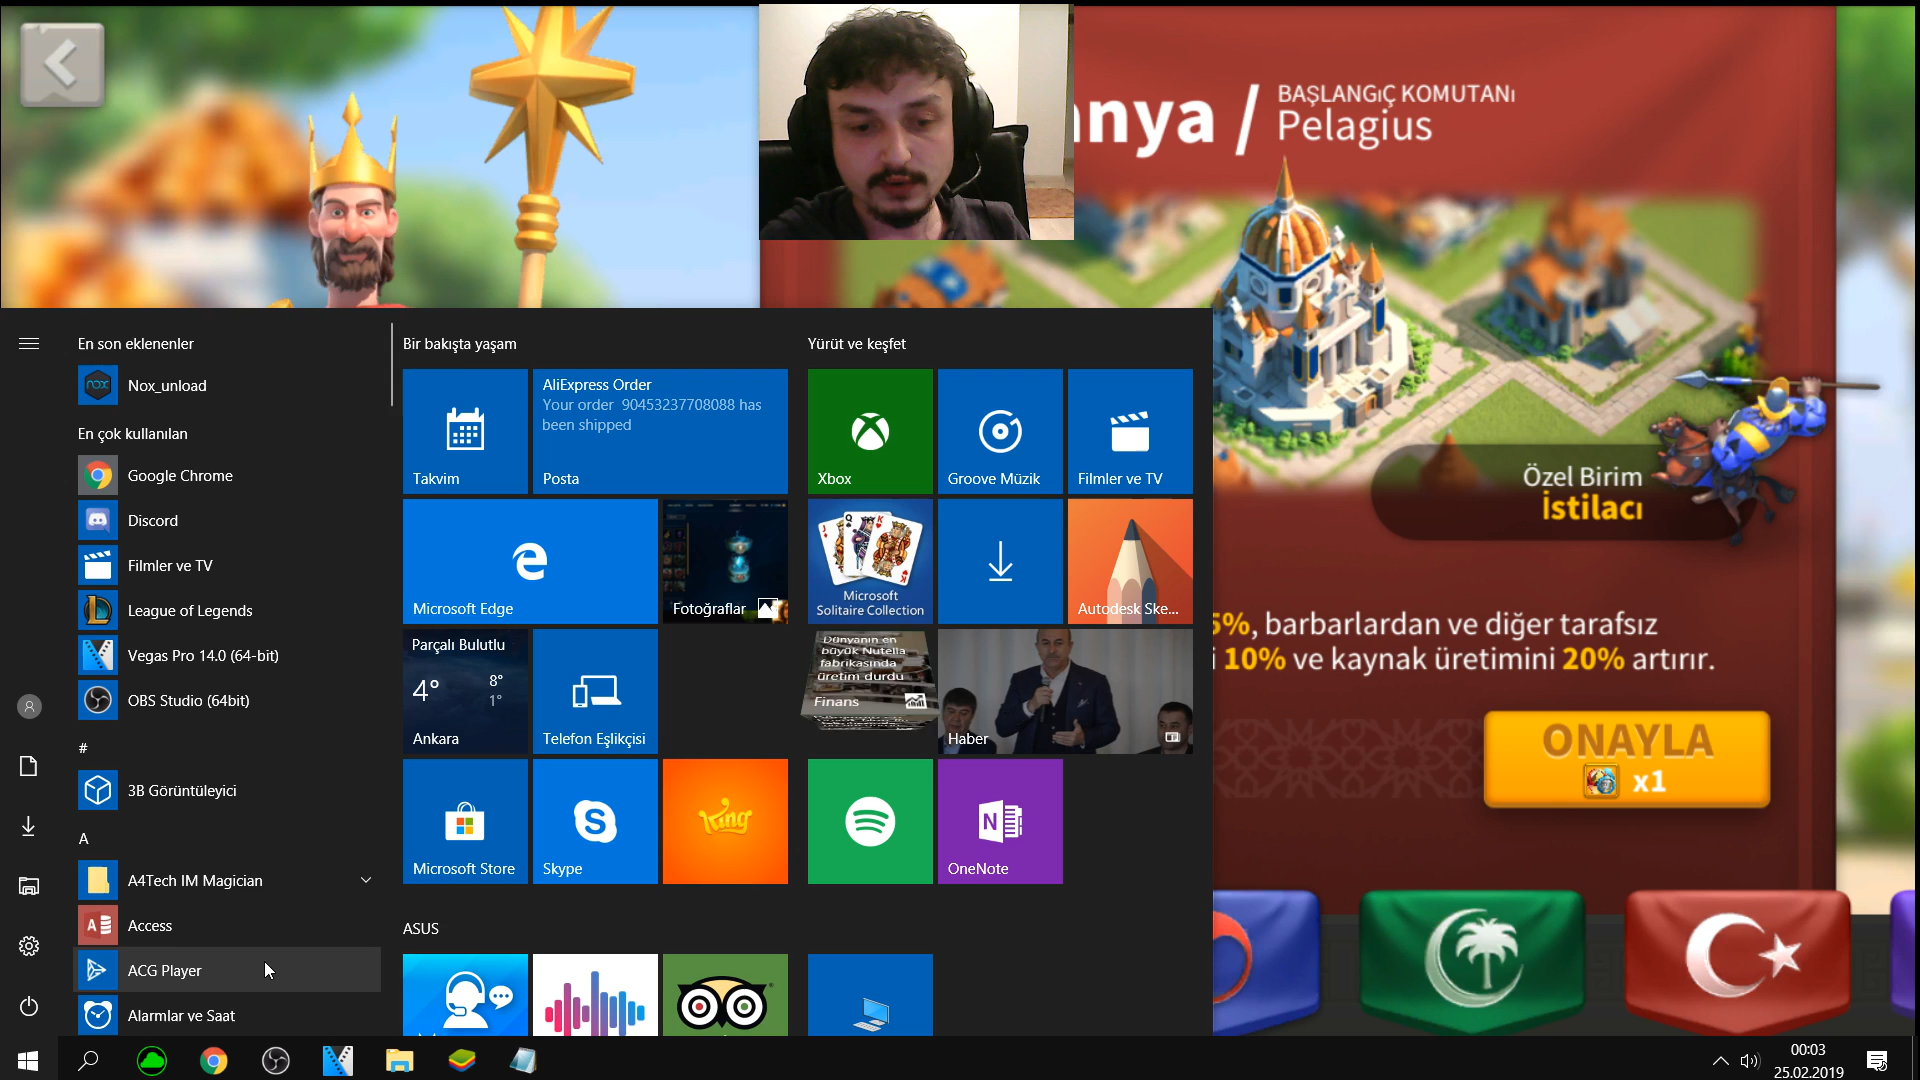 anya /
BAŞLANGIÇ KOMUTANI
Pelagius
Özel Birim
İstilacı
5%, barbarlardan ve diğer tarafsız
i 10% ve kaynak üretimini 20% artırır.
ONAYLA
x1
En son eklenenler
Nox_unload
En çok kullanılan
Google Chrome
Discord
Filmler ve TV
League of Legends
Vegas Pro 14.0 (64-bit)
OBS Studio (64bit)
#
3B Görüntüleyici
A
A4Tech IM Magician
Access
ACG Player
Alarmlar ve Saat
Bir bakışta yaşam
Takvim
AliExpress Order
Your order 90453237708088 has
been shipped
Posta
Microsoft Edge
Fotoğraflar
Parçalı Bulutlu
4°
8°
1°
Ankara
Telefon Eşlikçisi
Microsoft Store
Skype
King
ASUS
Yürüt ve keşfet
Xbox
Groove Müzik
Filmler ve TV
Microsoft
Solitaire Collection
Autodesk Ske...
Dünyanın en
büyük Nutella
fabrikasında
üretim durdu
Finans
Haber
OneNote
00:03
25.02.2019